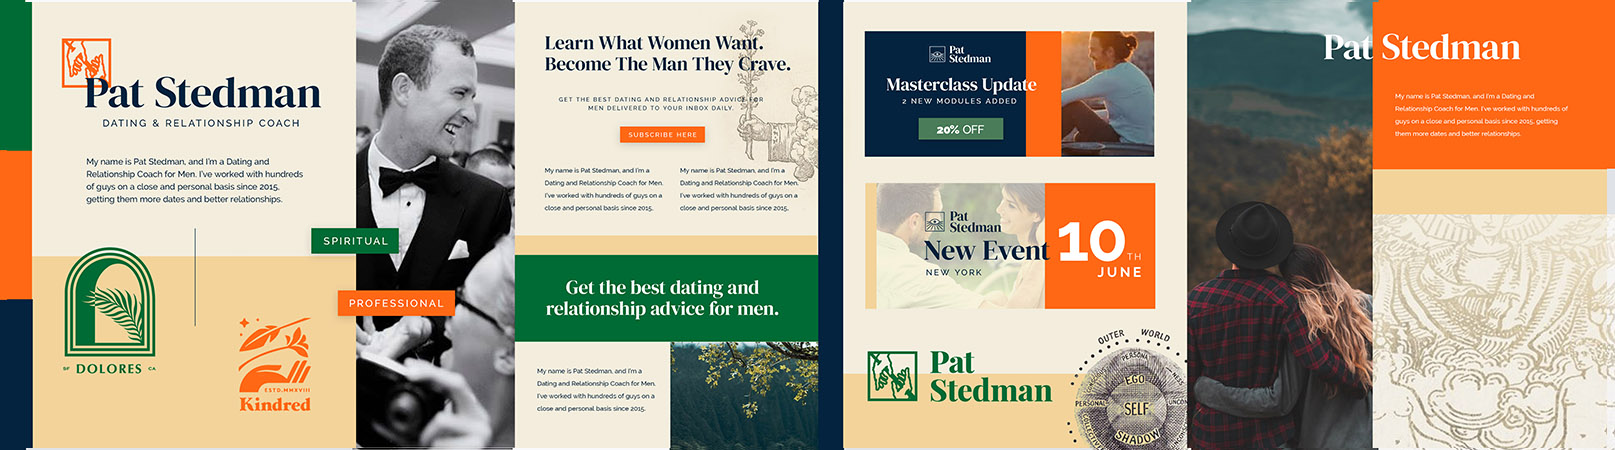 Pat Stedman
DATING & RELATIONSHIP COACH
My name is Pat Stedman, and I'm a Dating and
Relationship Coach for Men. I've worked with hundreds
of guys on a close and personal basis since 2015,
getting them more dates and better relationships.
SPIRITUAL
PROFESSIONAL
SF DOLORES CA
ESTD.MMXVIII
Kindred
Learn What Women Want.
Become The Man They Crave.
GET THE BEST DATING AND RELATIONSHIP ADVICE FOR
MEN DELIVERED TO YOUR INBOX DAILY.
SUBSCRIBE HERE
My name is Pat Stedman, and I'm a
Dating and Relationship Coach for Men.
I've worked with hundreds of guys on a
close and personal basis since 2015,
My name is Pat Stedman, and I'm a
Dating and Relationship Coach for Men.
I've worked with hundreds of guys on a
close and personal basis since 2015,
Get the best dating and
relationship advice for men.
My name is Pat Stedman, and I'm a
Dating and Relationship Coach for Men.
I've worked with hundreds of guys on a
close and personal basis since 2015,
Pat
Stedman
Masterclass Update
2 NEW MODULES ADDED
20% OFF
Pat
Stedman
New Event
NEW YORK
10TH
JUNE
Pat
Stedman
OUTER WORLD
PERSONA
EGO
PERSONAL
SELF
SHADOW
Pat Stedman
My name is Pat Stedman, and I'm a Dating and
Relationship Coach for Men. I've worked with hundreds of
guys on a close and personal basis since 2015, getting
them more dates and better relationships.